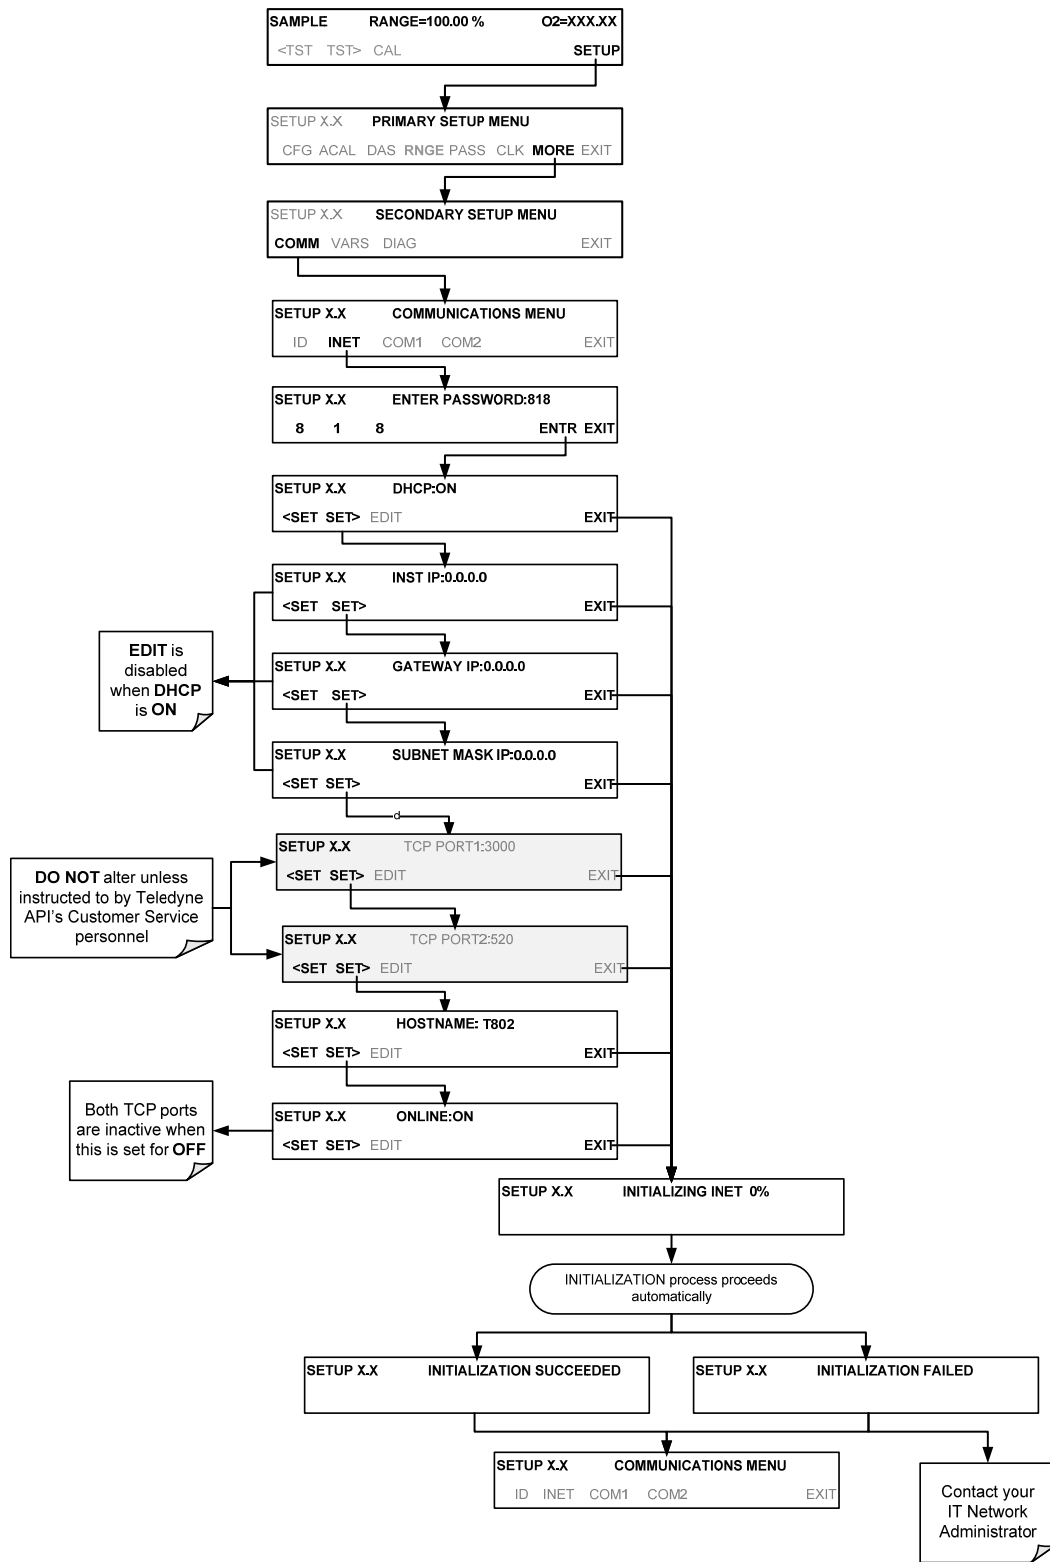 SAMPLE RANGE=100.00 % O2=XXX.XX
<TST TST> CAL SETUP
SETUP X.X PRIMARY SETUP MENU
CFG ACAL DAS RNGE PASS CLK MORE EXIT
SETUP X.X SECONDARY SETUP MENU
COMM VARS DIAG EXIT
SETUP X.X COMMUNICATIONS MENU
ID INET COM1 COM2 EXIT
SETUP X.X ENTER PASSWORD:818
8 1 8 ENTR EXIT
SETUP X.X DHCP:ON
<SET SET> EDIT EXIT
SETUP X.X INST IP:0.0.0.0
<SET SET> EXIT
EDIT is
disabled
when DHCP
is ON
SETUP X.X GATEWAY IP:0.0.0.0
<SET SET> EXIT
SETUP X.X SUBNET MASK IP:0.0.0.0
<SET SET> EXIT
d
SETUP X.X TCP PORT1:3000
<SET SET> EDIT EXIT
DO NOT alter unless
instructed to by Teledyne
API's Customer Service
personnel
SETUP X.X TCP PORT2:520
<SET SET> EDIT EXIT
SETUP X.X HOSTNAME: T802
<SET SET> EDIT EXIT
Both TCP ports
are inactive when
this is set for OFF
SETUP X.X ONLINE:ON
<SET SET> EDIT EXIT
SETUP X.X INITIALIZING INET 0%
INITIALIZATION process proceeds
automatically
SETUP X.X INITIALIZATION SUCCEEDED
SETUP X.X INITIALIZATION FAILED
SETUP X.X COMMUNICATIONS MENU
ID INET COM1 COM2 EXIT
Contact your
IT Network
Administrator